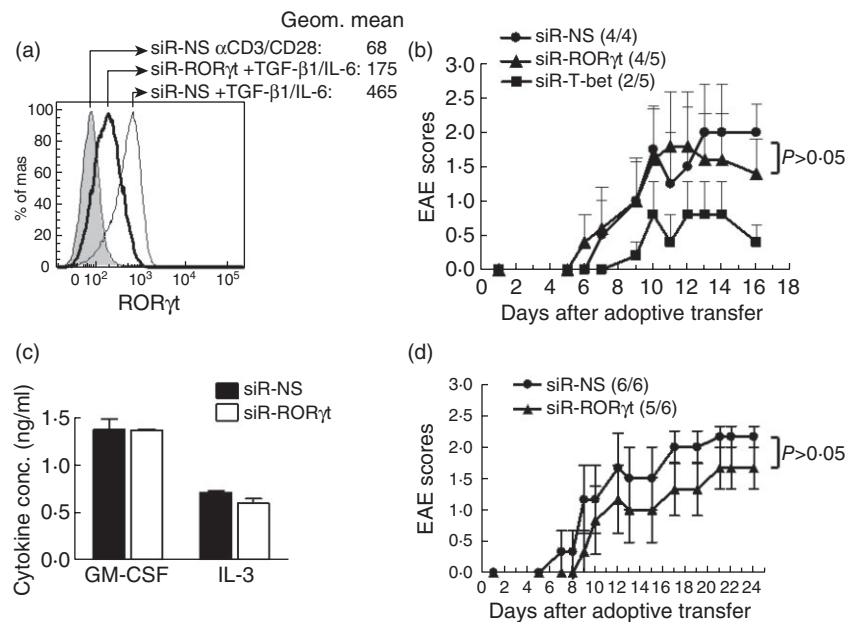 Geom. mean
(a)
siR-NS αCD3/CD28: 68
siR-RORγt +TGF-β1/IL-6: 175
siR-NS +TGF-β1/IL-6: 465
100
80
60
40
20
0
% of mas
0 10² 10³ 10⁴ 10⁵
RORγt
(b)
siR-NS (4/4)
siR-RORγt (4/5)
siR-T-bet (2/5)
3·0
2·5
2·0
1·5
1·0
0·5
0·0
EAE scores
P>0·05
0 2 4 6 8 10 12 14 16 18
Days after adoptive transfer
(c)
siR-NS
siR-RORγt
1·5
1·0
0·5
0·0
Cytokine conc. (ng/ml)
GM-CSF IL-3
(d)
siR-NS (6/6)
siR-RORγt (5/6)
3·0
2·5
2·0
1·5
1·0
0·5
0·0
EAE scores
P>0·05
0 2 4 6 8 10 12 14 16 18 20 22 24
Days after adoptive transfer